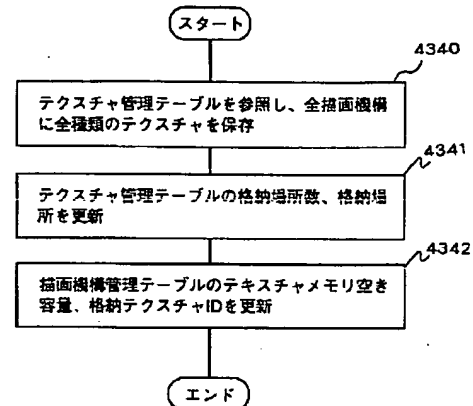 スタート
4340
テクスチャ管理テーブルを参照し、全描画機構
に全種類のテクスチャを保存
4341
テクスチャ管理テーブルの格納場所数、格納場
所を更新
4342
描画機構管理テーブルのテキスチャメモリ空き
容量、格納テクスチャIDを更新
エンド